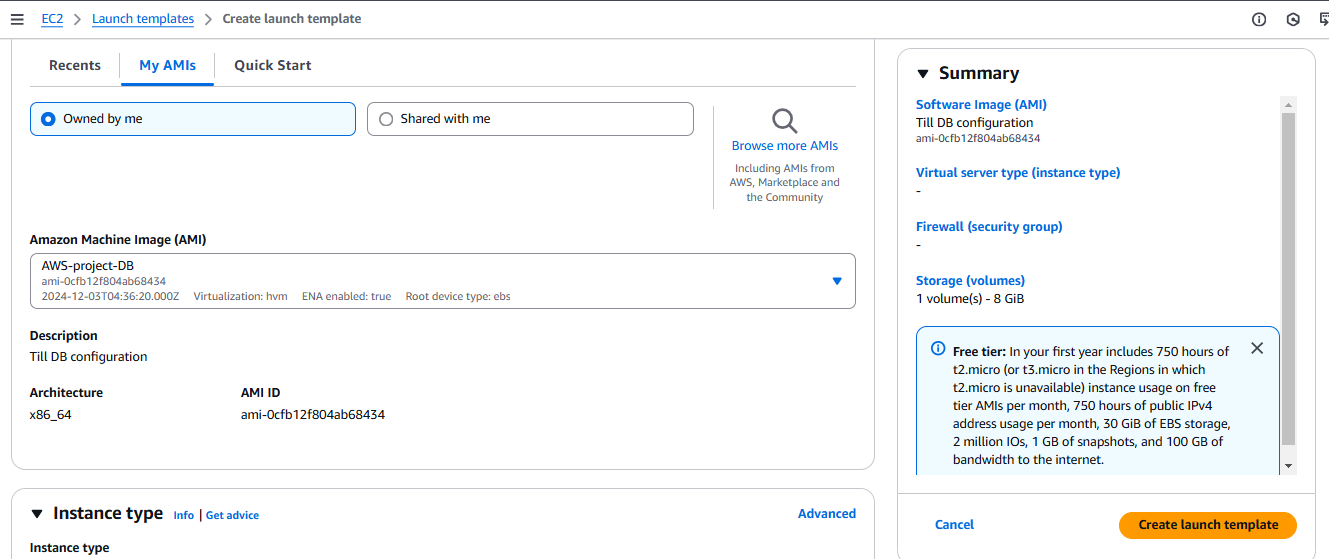 EC2 > Launch templates > Create launch template
Recents
My AMIs
Quick Start
Owned by me
Shared with me
Browse more AMIs
Including AMIs from
AWS, Marketplace and
the Community
Amazon Machine Image (AMI)
AWS-project-DB
ami-0cfb12f804ab68434
2024-12-03T04:36:20.000Z Virtualization: hvm ENA enabled: true Root device type: ebs
Description
Till DB configuration
Architecture
AMI ID
x86_64
ami-0cfb12f804ab68434
Instance type Info | Get advice
Advanced
Instance type
Summary
Software Image (AMI)
Till DB configuration
ami-0cfb12f804ab68434
Virtual server type (instance type)
-
Firewall (security group)
-
Storage (volumes)
1 volume(s) - 8 GiB
Free tier: In your first year includes 750 hours of
t2.micro (or t3.micro in the Regions in which
t2.micro is unavailable) instance usage on free
tier AMIs per month, 750 hours of public IPv4
address usage per month, 30 GiB of EBS storage,
2 million IOs, 1 GB of snapshots, and 100 GB of
bandwidth to the internet.
Cancel
Create launch template